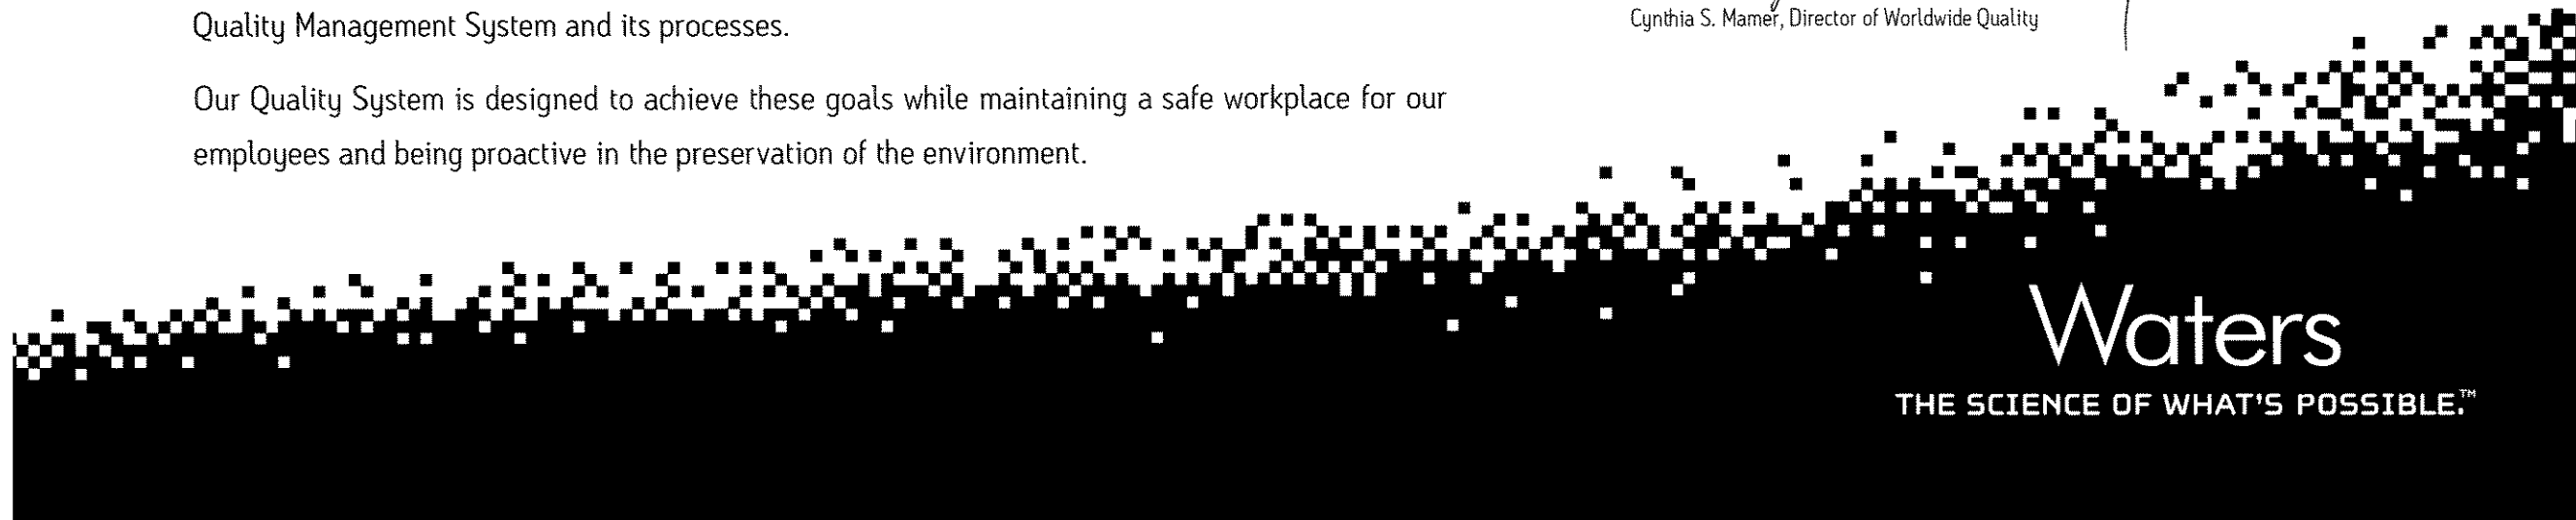 Quality Management System and its processes.
Our Quality System is designed to achieve these goals while maintaining a safe workplace for our
employees and being proactive in the preservation of the environment.
Cynthia S. Mamer, Director of Worldwide Quality
Waters
THE SCIENCE OF WHAT'S POSSIBLE.™